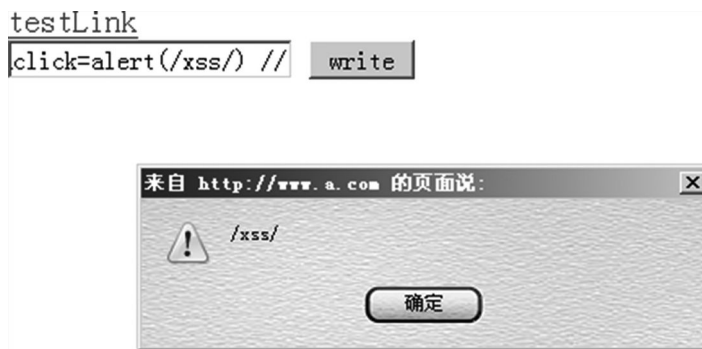 testLink
click=alert(/xss/) // write
来自 http://www.a.com 的页面说:
/xss/
确定